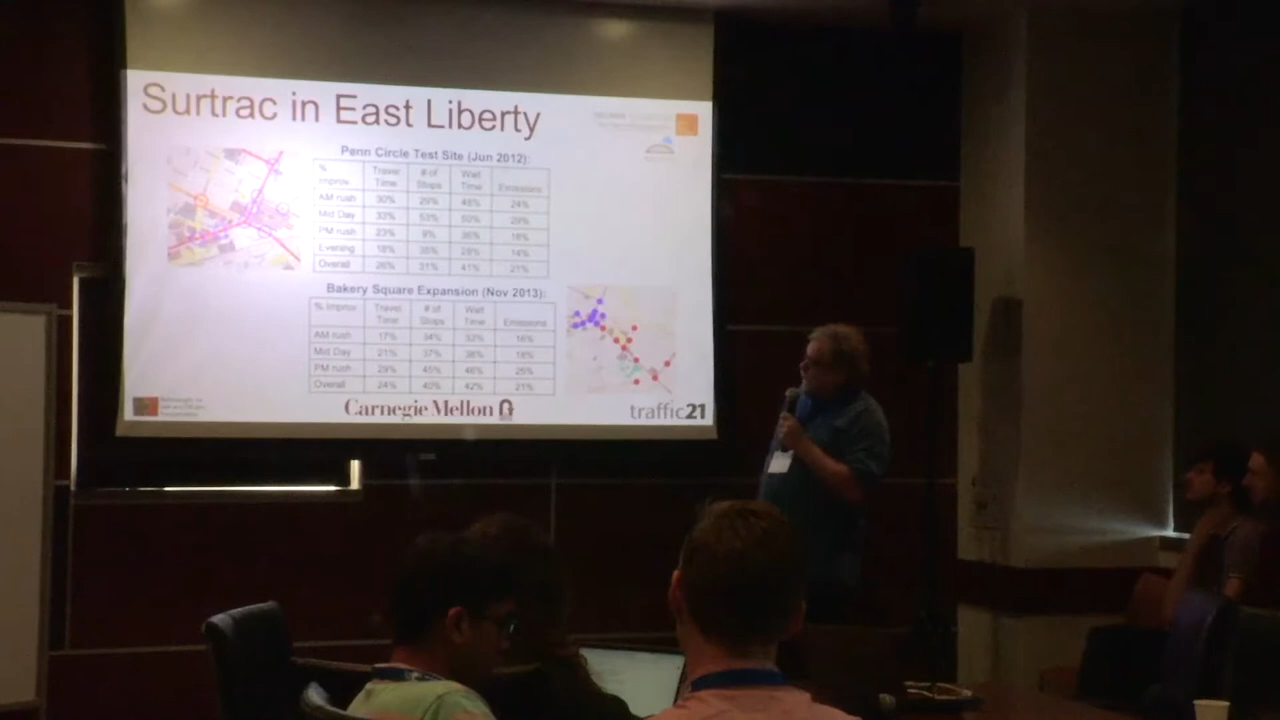 Surtrac in East Liberty
Penn Circle Test Site (Jun 2012):
% Improv. Travel Time # of Stops Wait Time Emissions
AM rush 30% 29% 48% 24%
Mid Day 33% 53% 50% 29%
PM rush 23% 9% 36% 18%
Evening 18% 35% 28% 14%
Overall 26% 31% 41% 21%
Bakery Square Expansion (Nov 2013):
% Improv. Travel Time # of Stops Wait Time Emissions
AM rush 17% 34% 32% 16%
Mid Day 21% 37% 38% 18%
PM rush 29% 45% 46% 25%
Overall 24% 40% 42% 21%
Carnegie Mellon
traffic21